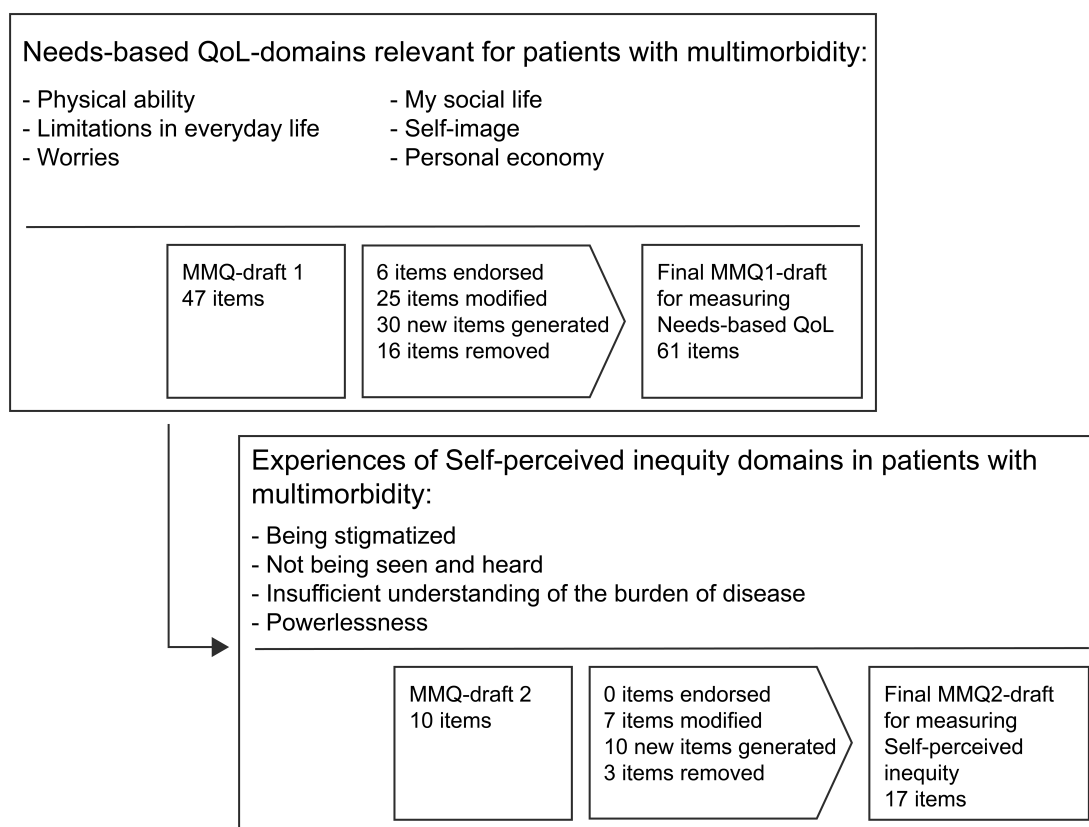 Needs-based QoL-domains relevant for patients with multimorbidity:
- Physical ability
- Limitations in everyday life
- Worries
- My social life
- Self-image
- Personal economy
MMQ-draft 1
47 items
6 items endorsed
25 items modified
30 new items generated
16 items removed
Final MMQ1-draft
for measuring
Needs-based QoL
61 items
Experiences of Self-perceived inequity domains in patients with
multimorbidity:
- Being stigmatized
- Not being seen and heard
- Insufficient understanding of the burden of disease
- Powerlessness
MMQ-draft 2
10 items
0 items endorsed
7 items modified
10 new items generated
3 items removed
Final MMQ2-draft
for measuring
Self-perceived
inequity
17 items